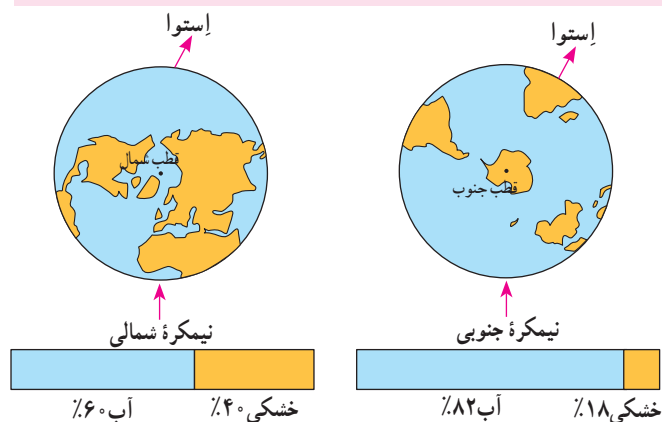 اِستوا
قطب جنوب
نیمکرهٔ جنوبی
خشکی ۱۸٪
آب ۸۲٪
اِستوا
قطب شمال
نیمکرهٔ شمالی
خشکی ۴۰٪
آب ۶۰٪